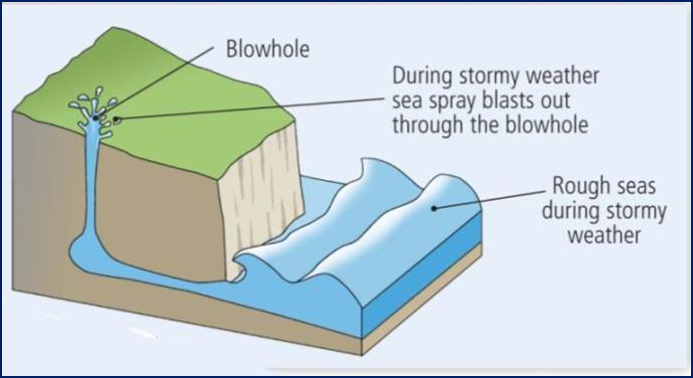 Blowhole
During stormy weather
sea spray blasts out
through the blowhole
Rough seas
during stormy
weather